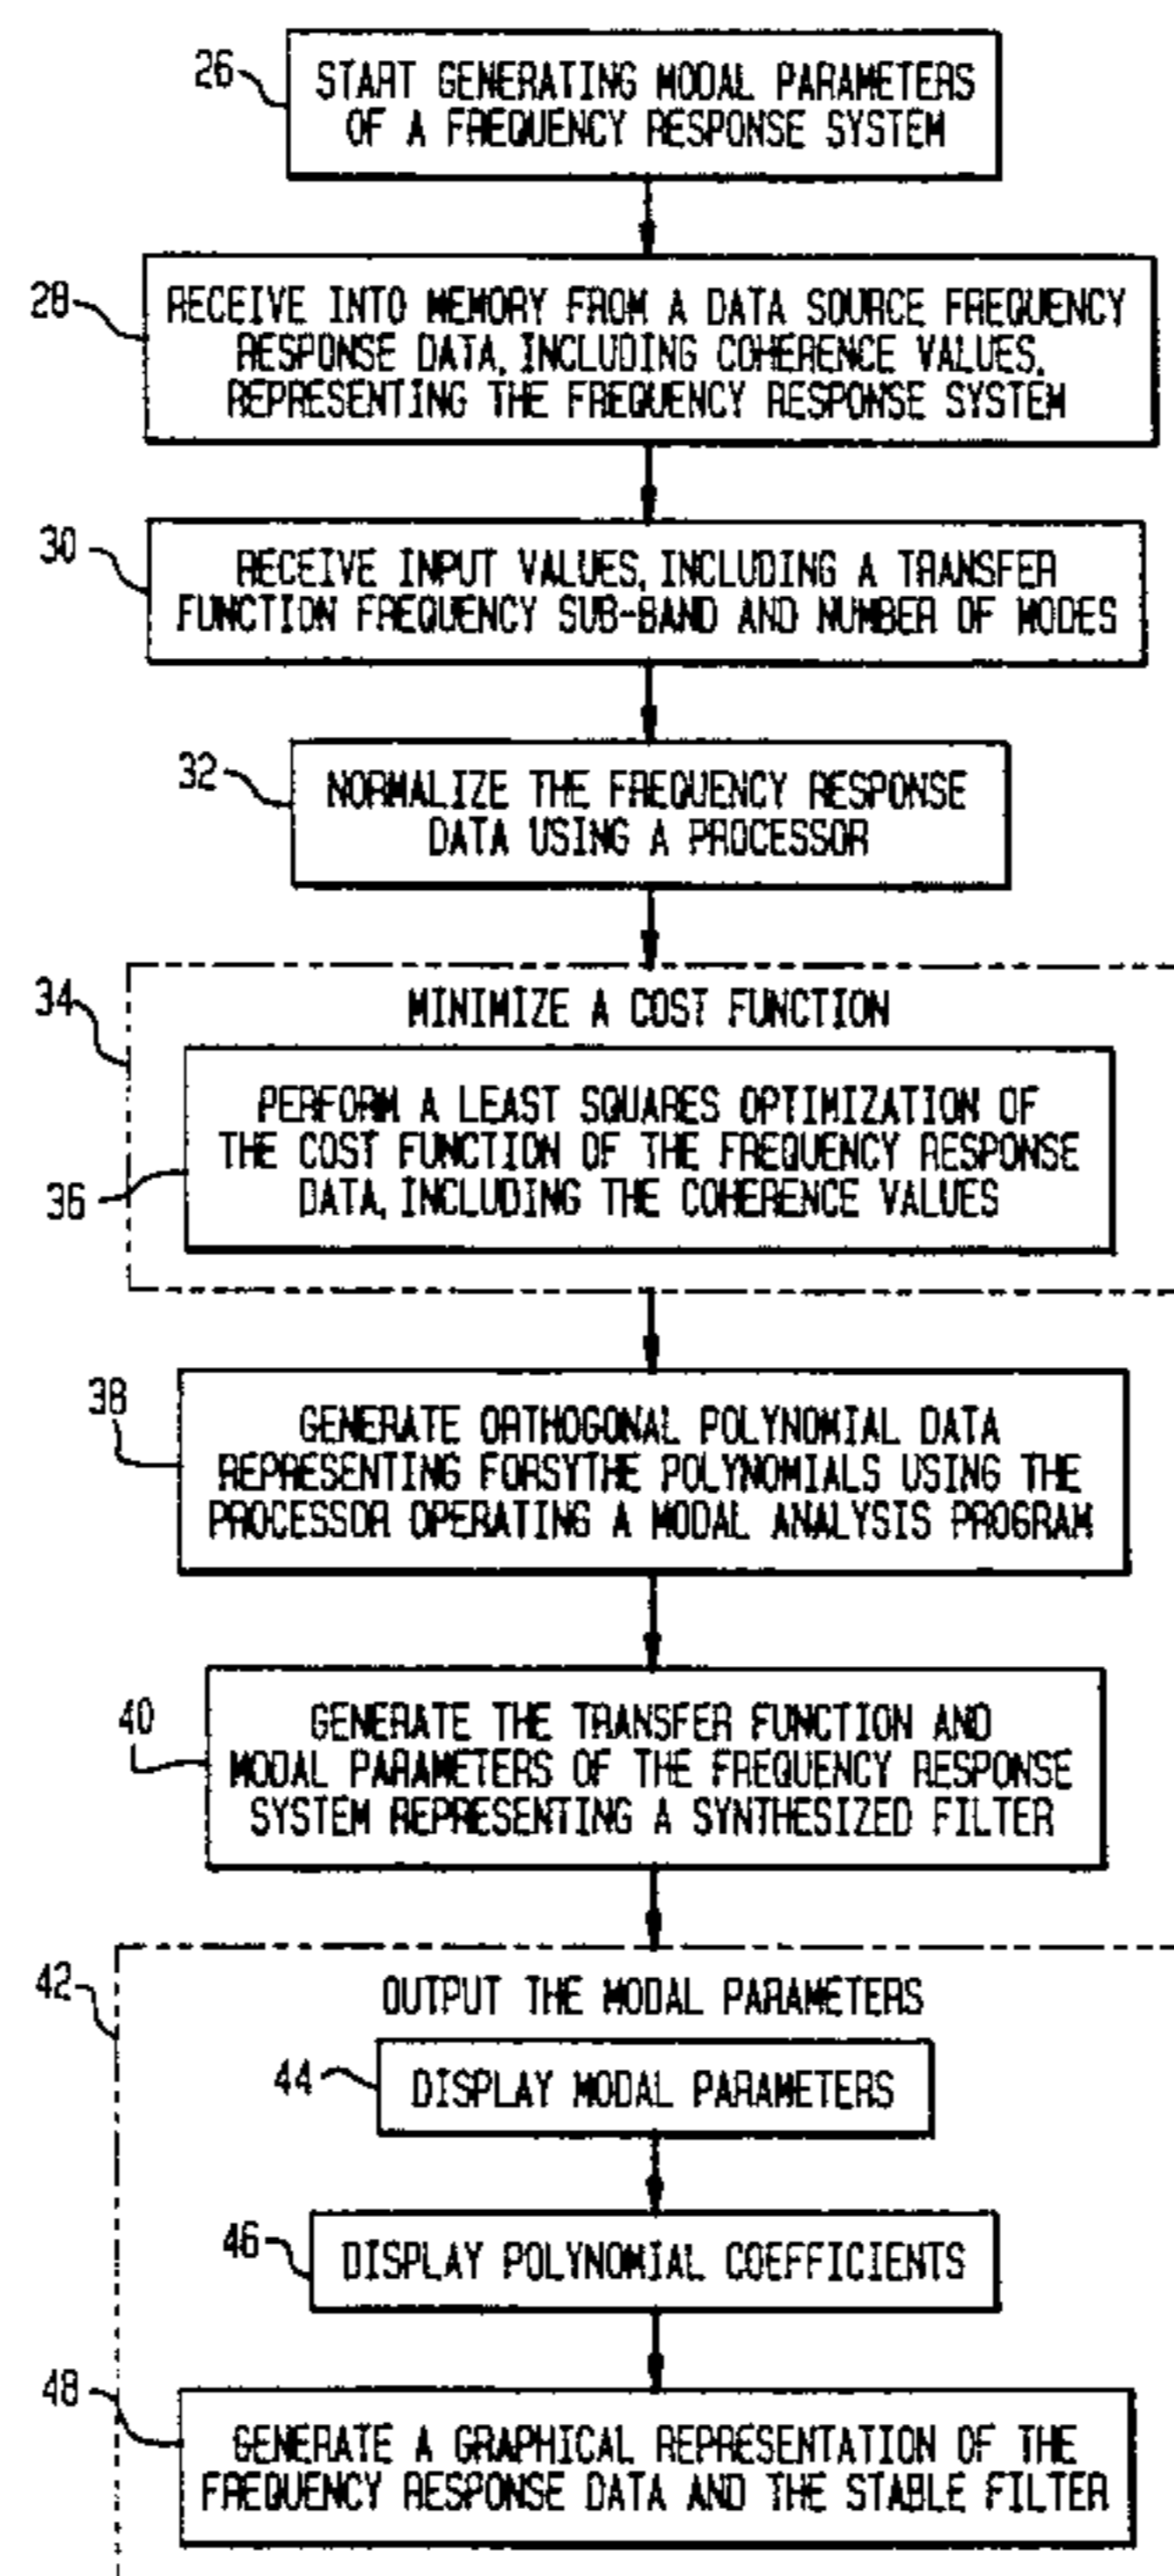 26
START GENERATING MODAL PARAMETERS
OF A FREQUENCY RESPONSE SYSTEM
28
RECEIVE INTO MEMORY FROM A DATA SOURCE FREQUENCY
RESPONSE DATA, INCLUDING COHERENCE VALUES,
REPRESENTING THE FREQUENCY RESPONSE SYSTEM
30
RECEIVE INPUT VALUES, INCLUDING A TRANSFER
FUNCTION FREQUENCY SUB-BAND AND NUMBER OF MODES
32
NORMALIZE THE FREQUENCY RESPONSE
DATA USING A PROCESSOR
34
MINIMIZE A COST FUNCTION
PERFORM A LEAST SQUARES OPTIMIZATION OF
THE COST FUNCTION OF THE FREQUENCY RESPONSE
DATA, INCLUDING THE COHERENCE VALUES
36
38
GENERATE ORTHOGONAL POLYNOMIAL DATA
REPRESENTING FORSYTHE POLYNOMIALS USING THE
PROCESSOR OPERATING A MODAL ANALYSIS PROGRAM
40
GENERATE THE TRANSFER FUNCTION AND
MODAL PARAMETERS OF THE FREQUENCY RESPONSE
SYSTEM REPRESENTING A SYNTHESIZED FILTER
42
OUTPUT THE MODAL PARAMETERS
44
DISPLAY MODAL PARAMETERS
46
DISPLAY POLYNOMIAL COEFFICIENTS
48
GENERATE A GRAPHICAL REPRESENTATION OF THE
FREQUENCY RESPONSE DATA AND THE STABLE FILTER